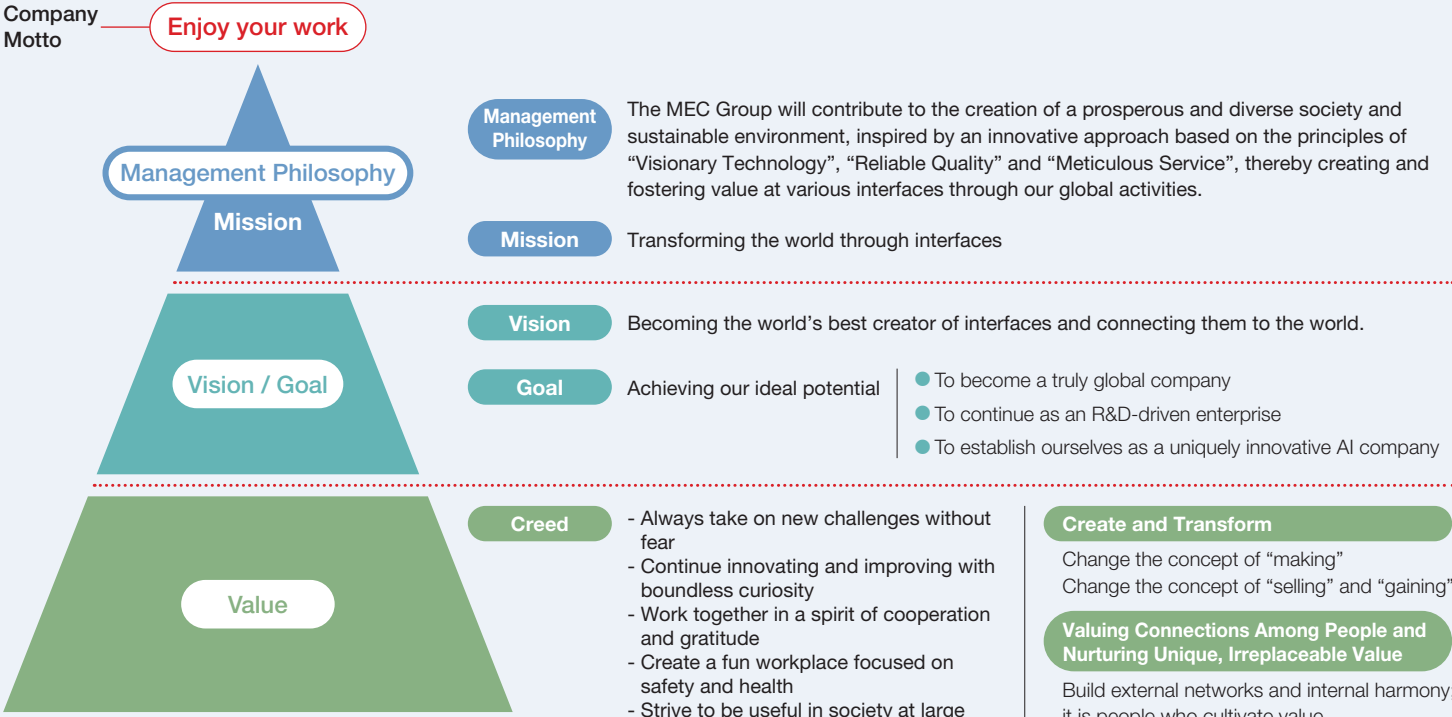 Company
Motto
Enjoy your work
Management Philosophy
Mission
Vision / Goal
Value
Management
Philosophy
The MEC Group will contribute to the creation of a prosperous and diverse society and
sustainable environment, inspired by an innovative approach based on the principles of
“Visionary Technology”, “Reliable Quality” and “Meticulous Service”, thereby creating and
fostering value at various interfaces through our global activities.
Mission
Transforming the world through interfaces
Vision
Becoming the world’s best creator of interfaces and connecting them to the world.
Goal
Achieving our ideal potential
● To become a truly global company
● To continue as an R&D-driven enterprise
● To establish ourselves as a uniquely innovative AI company
Creed
- Always take on new challenges without
fear
- Continue innovating and improving with
boundless curiosity
- Work together in a spirit of cooperation
and gratitude
- Create a fun workplace focused on
safety and health
- Strive to be useful in society at large
Create and Transform
Change the concept of “making”
Change the concept of “selling” and “gaining”
Valuing Connections Among People and
Nurturing Unique, Irreplaceable Value
Build external networks and internal harmony;
it is people who cultivate value